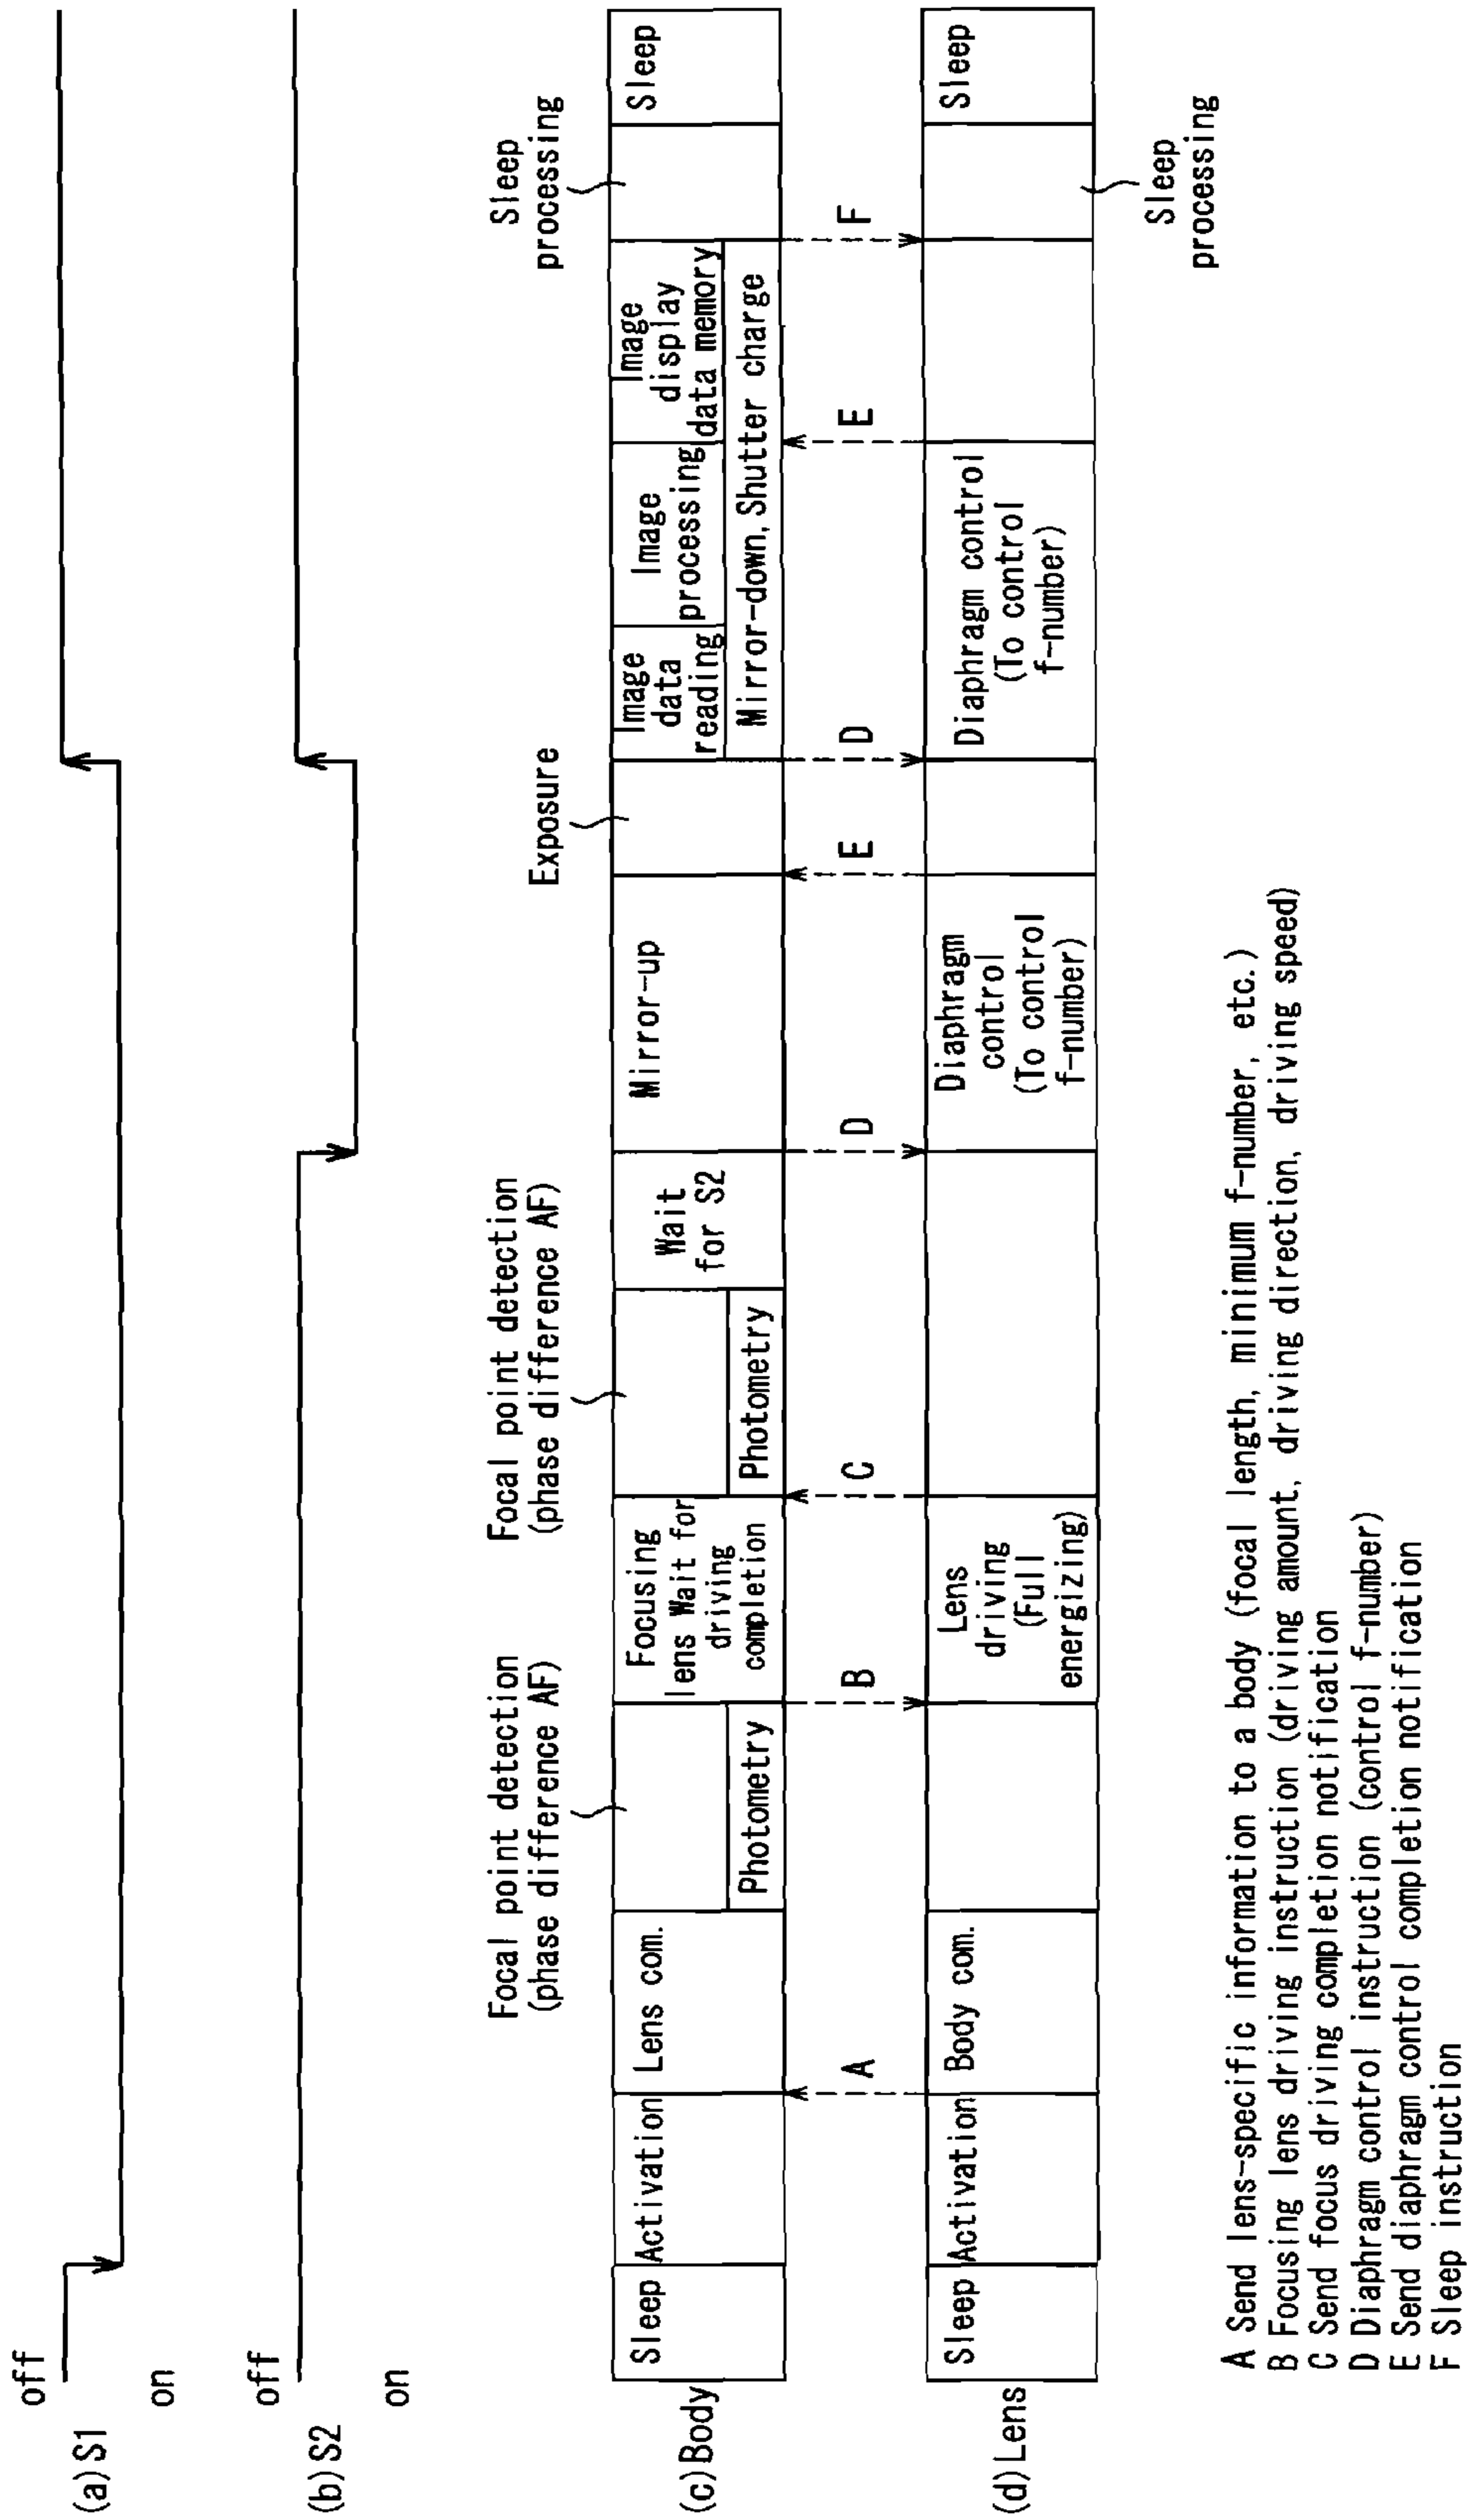 off
(a)S1
on
off
(b)S2
on
Focal point detection
(phase difference AF)
Focal point detection
(phase difference AF)
Exposure
Sleep
processing
(c)Body
Sleep
Activation
Lens com.
Photometry
Focusing
lens Wait for
driving
completion
Photometry
Wait
for S2
Mirror-up
Image
data
reading
Image
processing
Image
display
data memory
Mirror-down,Shutter charge
Sleep
A
B
C
D
E
D
E
F
(d)Lens
Sleep
Activation
Body com.
Lens
driving
(Full
energizing)
Diaphragm
control
(To control
f-number)
Diaphragm control
(To control
f-number)
Sleep
Sleep
processing
A Send lens-specific information to a body (focal length, minimum f-number, etc.)
B Focusing lens driving instruction (driving amount, driving direction, driving speed)
C Send focus driving completion notification
D Diaphragm control instruction (control f-number)
E Send diaphragm control completion notification
F Sleep instruction